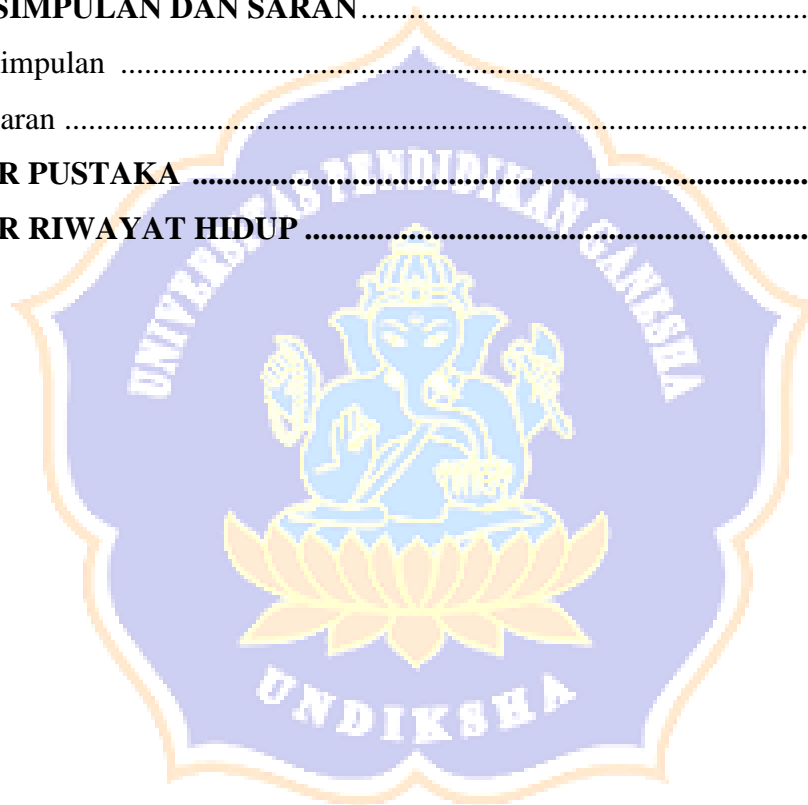 SIMPULAN DAN SARAN................................................................
impulan ................................................................
aran ................................................................
R PUSTAKA ................................................................
R RIWAYAT HIDUP ................................................................
UNIVERSITAS PENDIDIKAN GANESHA
UNDIKSHA